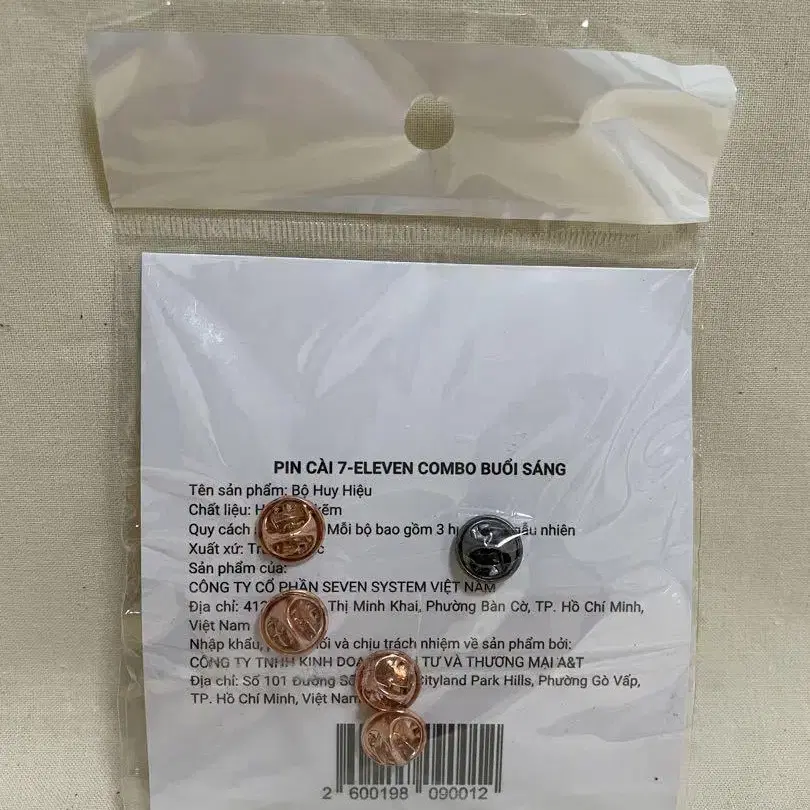 PIN CÀI 7-ELEVEN COMBO BUỔI SÁNG
Tên sản phẩm: Bộ Huy Hiệu
Chất liệu: kẽm
Quy cách Mỗi bộ bao gồm 3 nhiên
Xuất xứ:
Sản phẩm của:
CÔNG TY CỔ PHẦN SEVEN SYSTEM VIỆT NAM
Địa chỉ: Thị Minh Khai, Phường Bàn Cờ, TP. Hồ Chí Minh,
Việt Nam
Nhập khẩu, và chịu trách nhiệm về sản phẩm bởi:
CÔNG TY TNHH KINH TƯ VÀ THƯƠNG MẠI A&T
Địa chỉ: Số 101 Đường Cityland Park Hills, Phường Gò Vấp,
TP. Hồ Chí Minh, Việt Nam
2 600198 090012